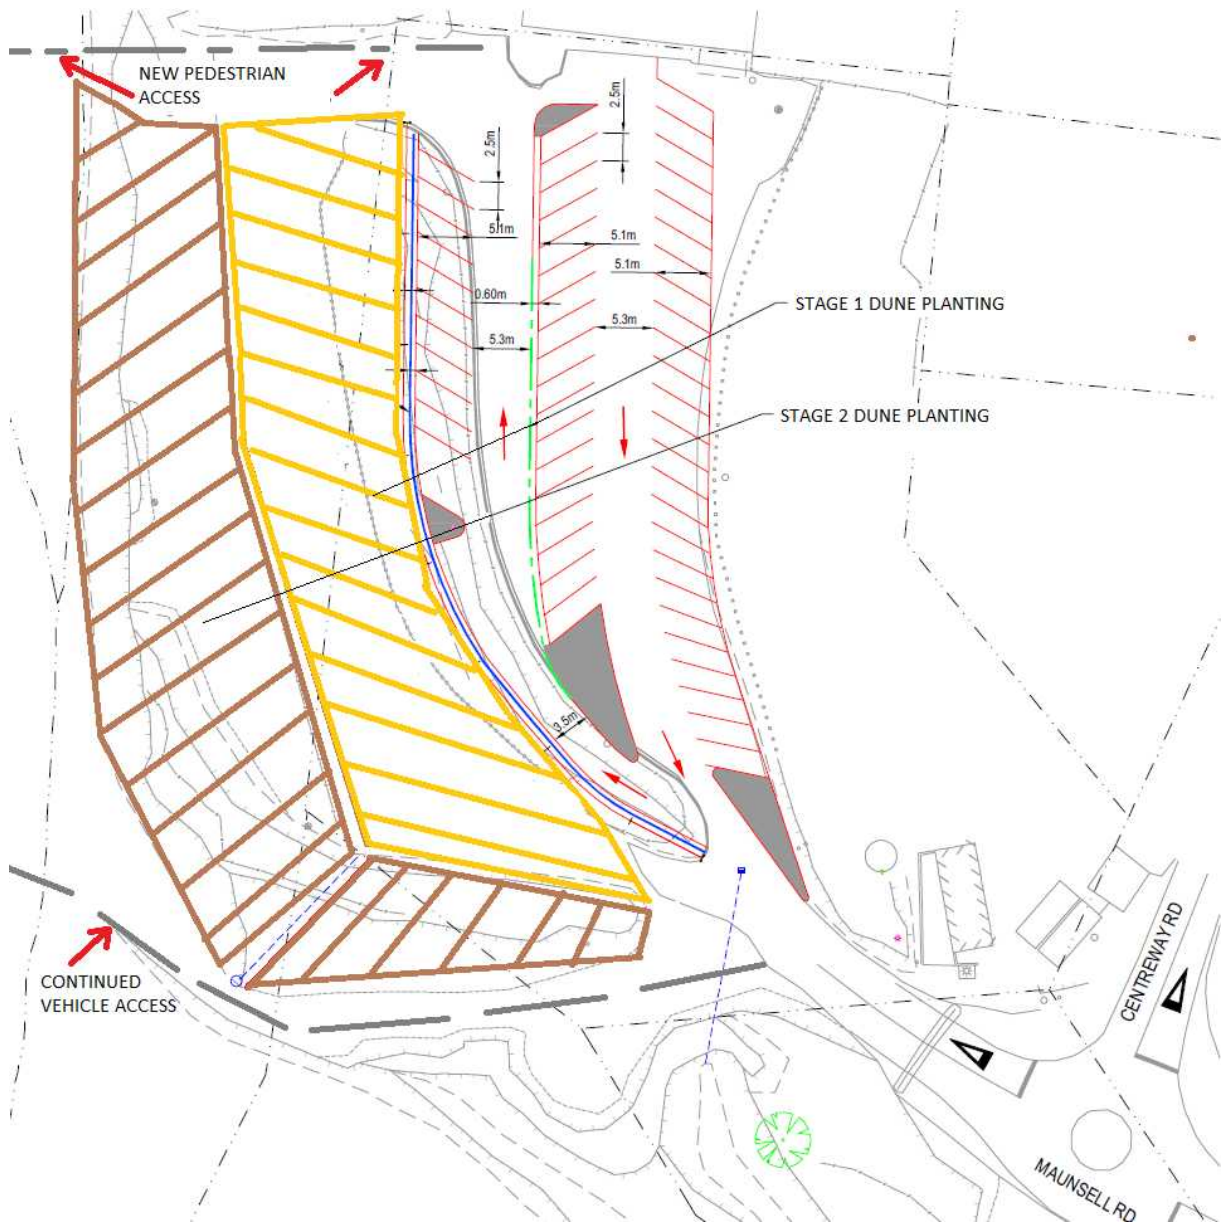 NEW PEDESTRIAN
ACCESS
2.5m
2.5m
5.1m
5.1m
5.1m
0.60m
5.3m
5.3m
STAGE 1 DUNE PLANTING
STAGE 2 DUNE PLANTING
3.5m
CONTINUED
VEHICLE ACCESS
CENTREWAY RD
MAUNSELL RD